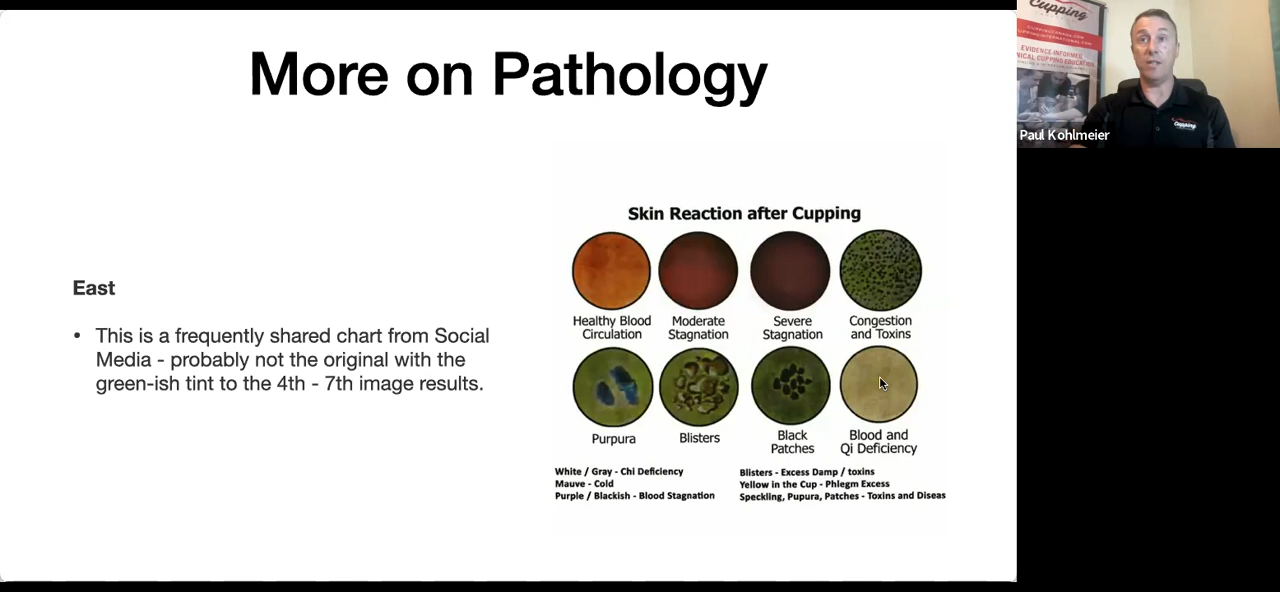 More on Pathology
East
• This is a frequently shared chart from Social
Media - probably not the original with the
green-ish tint to the 4th - 7th image results.
Skin Reaction after Cupping
Healthy Blood
Circulation
Moderate
Stagnation
Severe
Stagnation
Congestion
and Toxins
Purpura
Blisters
Black
Patches
Blood and
Qi Deficiency
White / Gray - Chi Deficiency
Mauve - Cold
Purple / Blackish - Blood Stagnation
Blisters - Excess Damp / toxins
Yellow in the Cup - Phlegm Excess
Speckling, Pupura, Patches - Toxins and Diseas
Cupping
EVIDENCE INFORMED
Paul Kohlmeier
Cupping